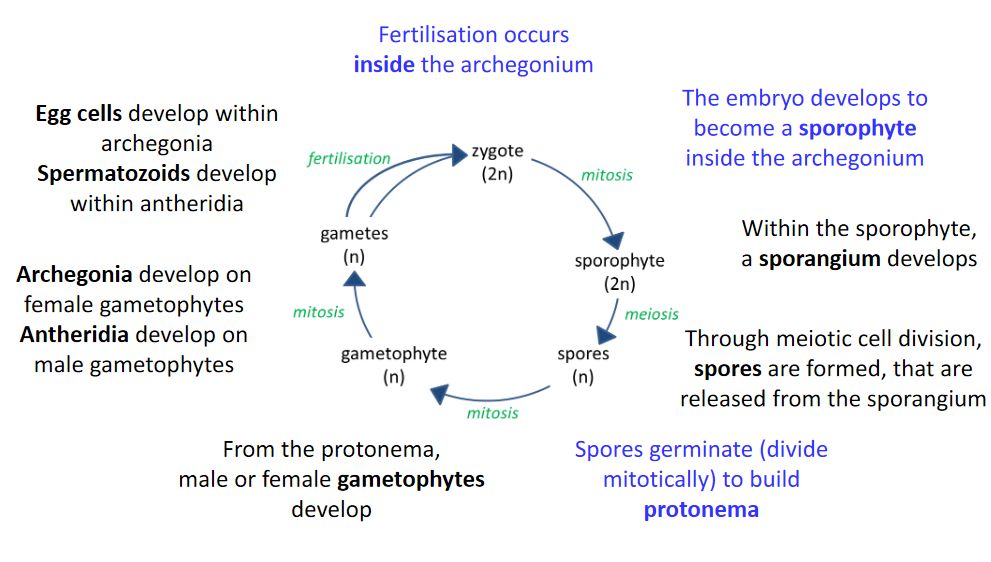 Fertilisation occurs
inside the archegonium
Egg cells develop within
archegonia
Spermatozoids develop
within antheridia
The embryo develops to
become a sporophyte
inside the archegonium
fertilisation
zygote
(2n)
mitosis
Within the sporophyte,
a sporangium develops
gametes
(n)
sporophyte
(2n)
Archegonia develop on
female gametophytes
Antheridia develop on
male gametophytes
mitosis
meiosis
Through meiotic cell division,
spores are formed, that are
released from the sporangium
gametophyte
(n)
spores
(n)
mitosis
From the protonema,
male or female gametophytes
develop
Spores germinate (divide
mitotically) to build
protonema